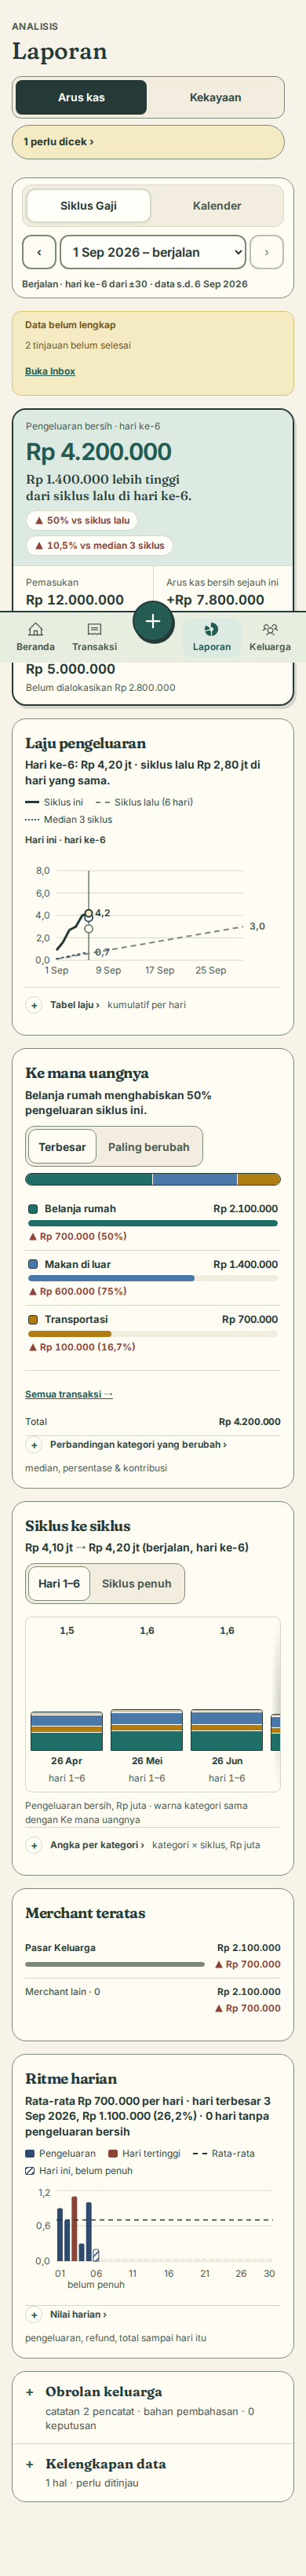 ANALISIS
Laporan
Arus kas Kekayaan
1 perlu dicek ›
Siklus Gaji Kalender
‹ 1 Sep 2026 – berjalan ›
Berjalan · hari ke-6 dari ±30 · data s.d. 6 Sep 2026
Data belum lengkap
2 tinjauan belum selesai
Buka Inbox
Pengeluaran bersih · hari ke-6
Rp 4.200.000
Rp 1.400.000 lebih tinggi
dari siklus lalu di hari ke-6.
▲ 50% vs siklus lalu
▲ 10,5% vs median 3 siklus
Pemasukan Arus kas bersih sejauh ini
Rp 12.000.000 +Rp 7.800.000
+
Beranda Transaksi Laporan Keluarga
Rp 5.000.000
Belum dialokasikan Rp 2.800.000
Laju pengeluaran
Hari ke-6: Rp 4,20 jt · siklus lalu Rp 2,80 jt di
hari yang sama.
Siklus ini Siklus lalu (6 hari)
Median 3 siklus
Hari ini · hari ke-6
8,0
6,0
4,0 4,2
2,0 3,0
0,7
0,0
1 Sep 9 Sep 17 Sep 25 Sep
+ Tabel laju › kumulatif per hari
Ke mana uangnya
Belanja rumah menghabiskan 50%
pengeluaran siklus ini.
Terbesar Paling berubah
Belanja rumah Rp 2.100.000
▲ Rp 700.000 (50%)
Makan di luar Rp 1.400.000
▲ Rp 600.000 (75%)
Transportasi Rp 700.000
▲ Rp 100.000 (16,7%)
Semua transaksi →
Total Rp 4.200.000
+ Perbandingan kategori yang berubah ›
median, persentase & kontribusi
Siklus ke siklus
Rp 4,10 jt → Rp 4,20 jt (berjalan, hari ke-6)
Hari 1–6 Siklus penuh
1,5 1,6 1,6
26 Apr 26 Mei 26 Jun
hari 1–6 hari 1–6 hari 1–6
Pengeluaran bersih, Rp juta · warna kategori sama
dengan Ke mana uangnya
+ Angka per kategori › kategori × siklus, Rp juta
Merchant teratas
Pasar Keluarga Rp 2.100.000
▲ Rp 700.000
Merchant lain · 0 Rp 2.100.000
▲ Rp 700.000
Ritme harian
Rata-rata Rp 700.000 per hari · hari terbesar 3
Sep 2026, Rp 1.100.000 (26,2%) · 0 hari tanpa
pengeluaran bersih
Pengeluaran Hari tertinggi Rata-rata
Hari ini, belum penuh
1,2
0,6
0,0
01 06 11 16 21 26 30
belum penuh
+ Nilai harian ›
pengeluaran, refund, total sampai hari itu
+ Obrolan keluarga
catatan 2 pencatat · bahan pembahasan · 0
keputusan
+ Kelengkapan data
1 hal · perlu ditinjau